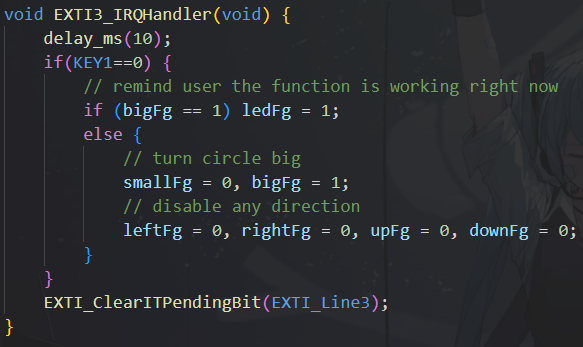 void EXTI3_IRQHandler(void) {
    delay_ms(10);
    if(KEY1==0) {
        // remind user the function is working right now
        if (bigFg == 1) ledFg = 1;
        else {
            // turn circle big
            smallFg = 0, bigFg = 1;
            // disable any direction
            leftFg = 0, rightFg = 0, upFg = 0, downFg = 0;
        }
    }
    EXTI_ClearITPendingBit(EXTI_Line3);
}